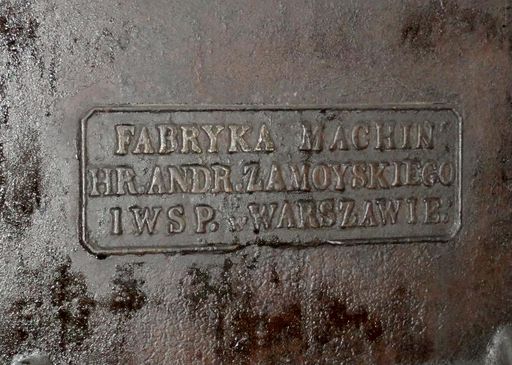 FABRYKA MACHIN
HR. ANDR. ZAMOYSKIEGO
I WSP. W WARSZAWIE.